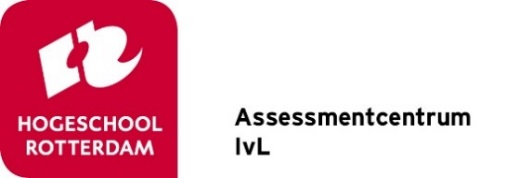 HOGESCHOOL
ROTTERDAM
Assessmentcentrum
IvL